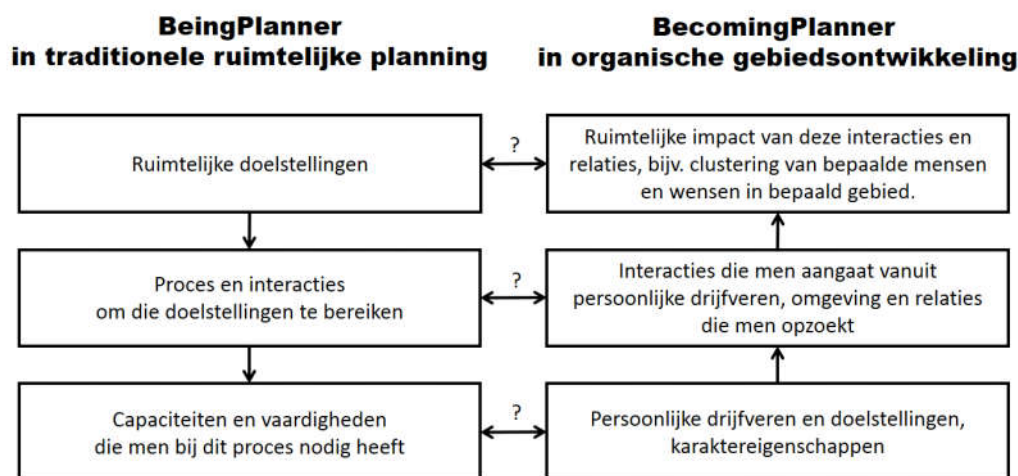 BeingPlanner
in traditionele ruimtelijke planning
BecomingPlanner
in organische gebiedsontwikkeling
Ruimtelijke doelstellingen
?
Ruimtelijke impact van deze interacties en
relaties, bijv. clustering van bepaalde mensen
en wensen in bepaald gebied.
Proces en interacties
om die doelstellingen te bereiken
?
Interacties die men aangaat vanuit
persoonlijke drijfveren, omgeving en relaties
die men opzoekt
Capaciteiten en vaardigheden
die men bij dit proces nodig heeft
?
Persoonlijke drijfveren en doelstellingen,
karaktereigenschappen